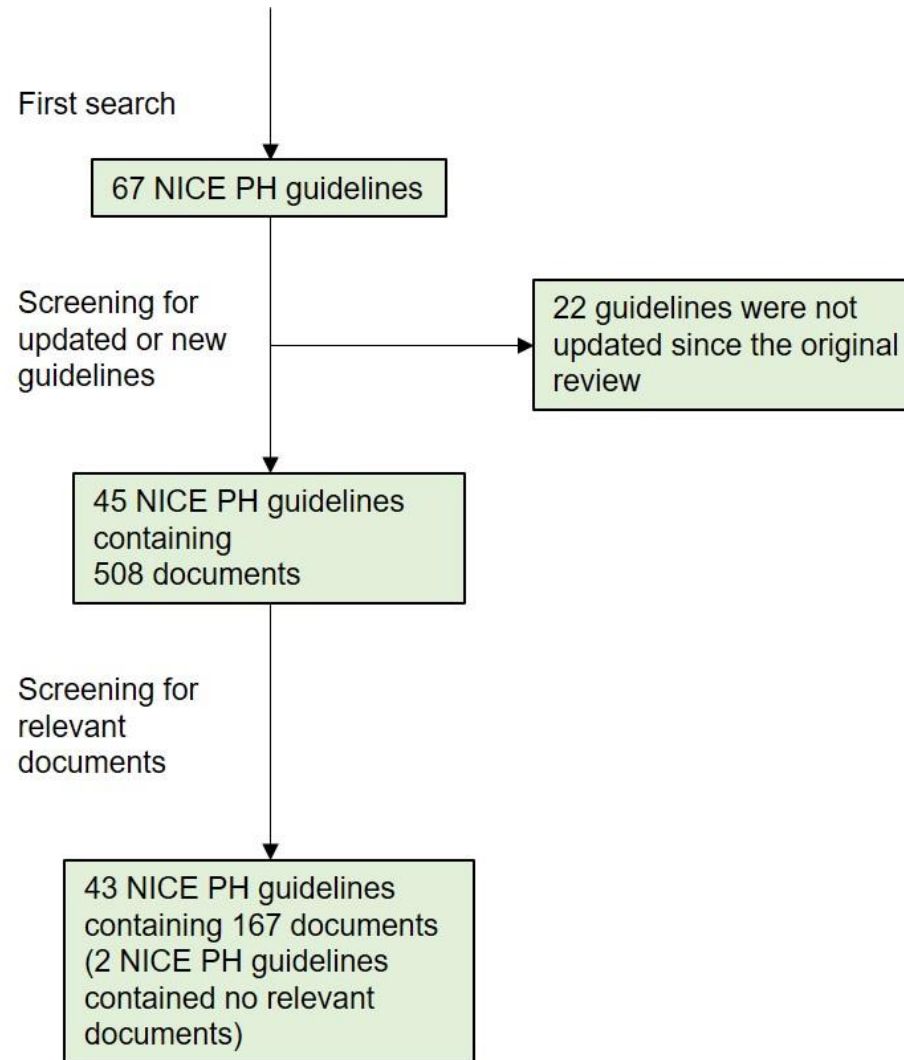 First search
67 NICE PH guidelines
Screening for
updated or new
guidelines
22 guidelines were not
updated since the original
review
45 NICE PH guidelines
containing
508 documents
Screening for
relevant
documents
43 NICE PH guidelines
containing 167 documents
(2 NICE PH guidelines
contained no relevant
documents)